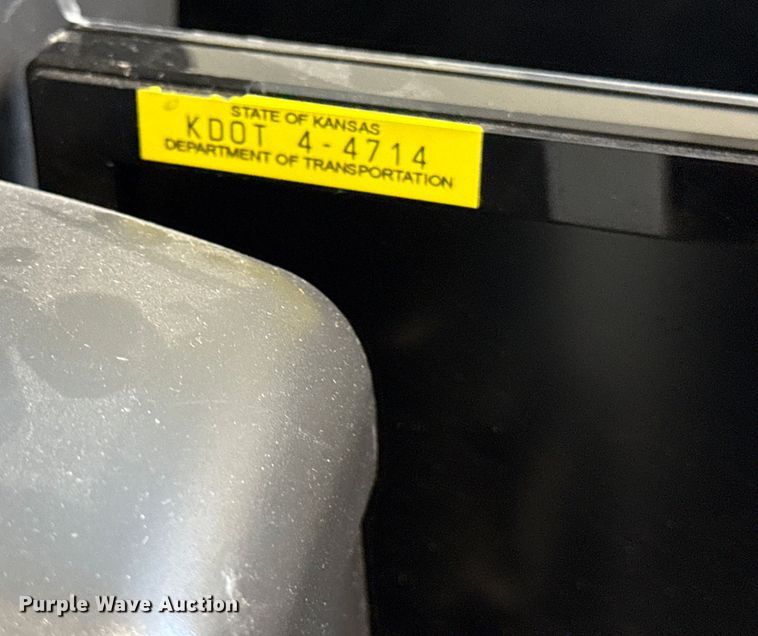 STATE OF KANSAS
KDOT 4-4714
DEPARTMENT OF TRANSPORTATION
Purple Wave Auction